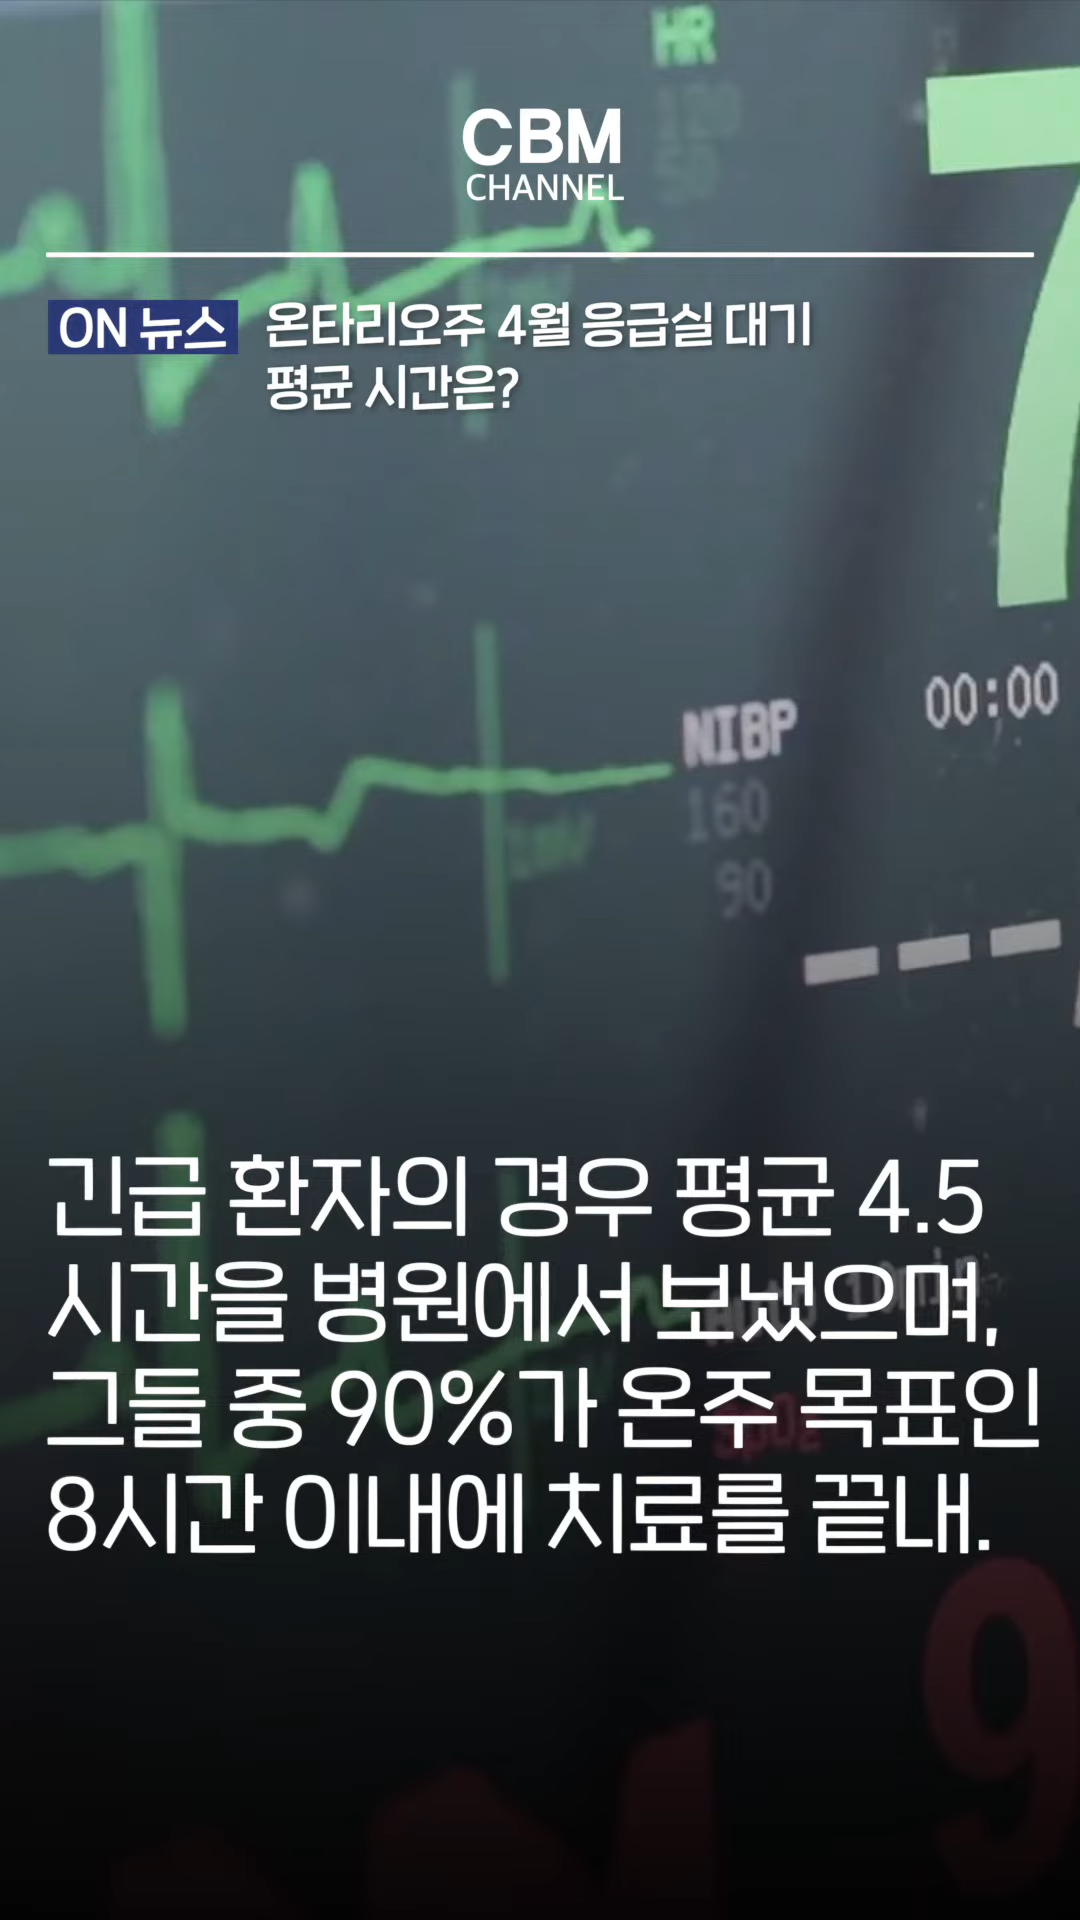 HR
CBM
CHANNEL
ON 뉴스 온타리오주 4월 응급실 대기
평균 시간은?
7
00:00
NIBP
160
90
긴급 환자의 경우 평균 4.5
시간을 병원에서 보냈으며,
그들 중 90%가 온주 목표인
8시간 이내에 치료를 끝내.
9